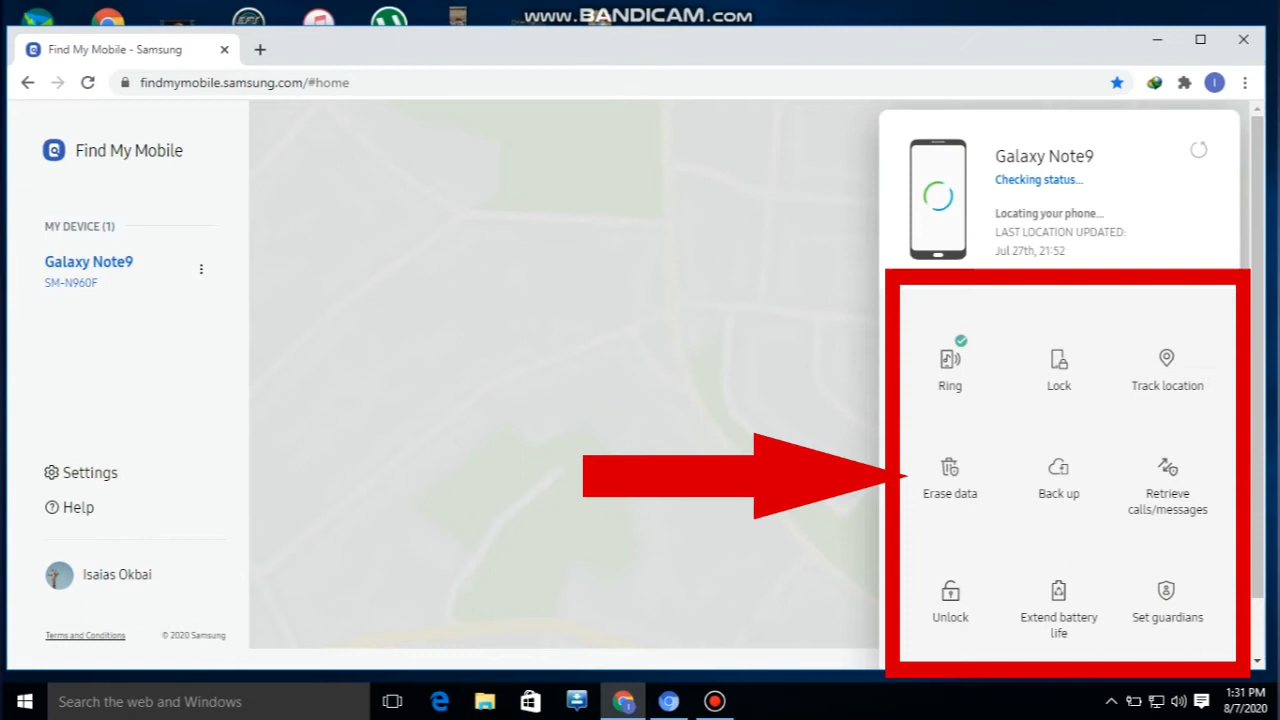 www.BANDICAM.com
Find My Mobile - Samsung
findmymobile.samsung.com/#home
I
Find My Mobile
MY DEVICE (1)
Galaxy Note9
SM-N960F
Settings
Help
Isaias Okbai
Terms and Conditions
© 2020 Samsung
Galaxy Note9
Checking status...
Locating your phone...
LAST LOCATION UPDATED:
Jul 27th, 21:52
Ring
Lock
Track location
Erase data
Back up
Retrieve
calls/messages
Unlock
Extend battery
life
Set guardians
Search the web and Windows
1:31 PM
8/7/2020